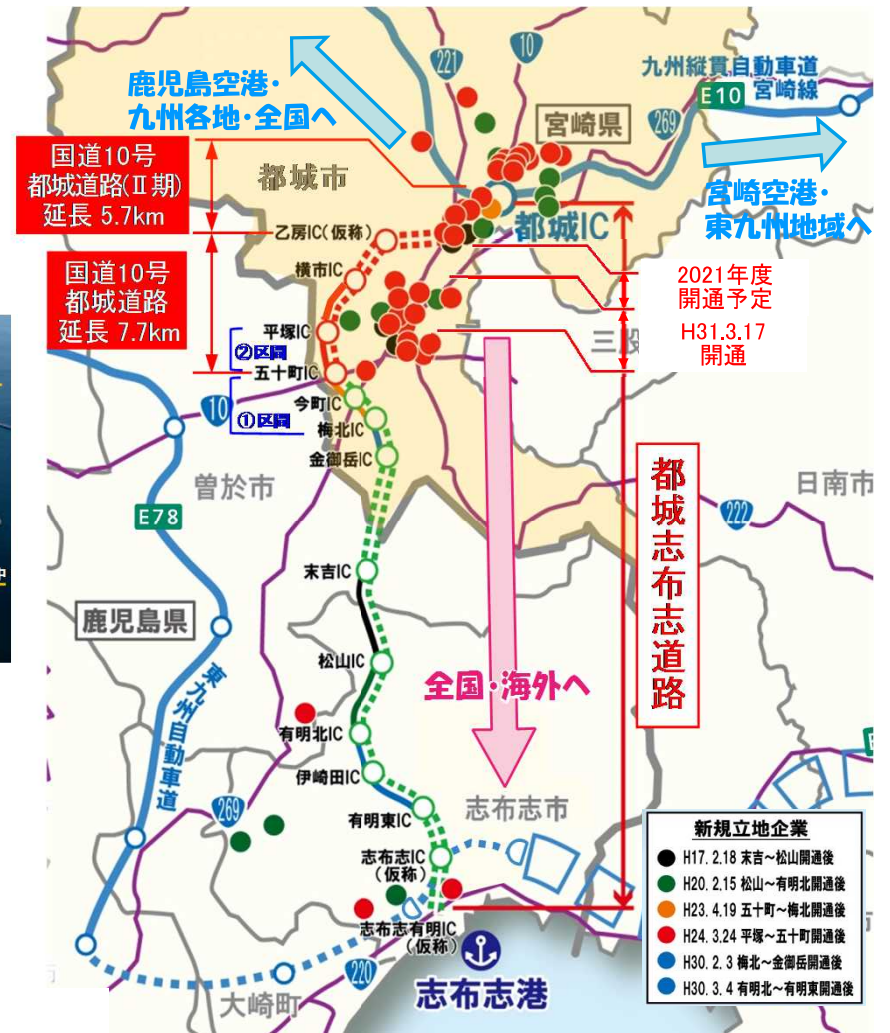 鹿児島空港・
九州各地・全国へ
221
10
九州縦貫自動車道
宮崎線
E10
269
宮崎県
宮崎空港・
東九州地域へ
国道10号
都城道路(Ⅱ期)
延長 5.7km
都城市
都城IC
乙房IC(仮称)
横市IC
国道10号
都城道路
延長 7.7km
2021年度
開通予定
H31.3.17
開通
三股
平塚IC
②区間
五十町IC
今町IC
①区間
10
梅北IC
金御岳IC
曽於市
E78
日南市
222
都城志布志道路
末吉IC
鹿児島県
松山IC
全国・海外へ
東九州自動車道
有明北IC
伊崎田IC
269
有明東IC
志布志市
志布志IC
(仮称)
志布志有明IC
(仮称)
220
大崎町
志布志港
新規立地企業
H17. 2.18 末吉～松山開通後
H20. 2.15 松山～有明北開通後
H23. 4.19 五十町～梅北開通後
H24. 3.24 平塚～五十町開通後
H30. 2. 3 梅北～金御岳開通後
H30. 3. 4 有明北～有明東開通後